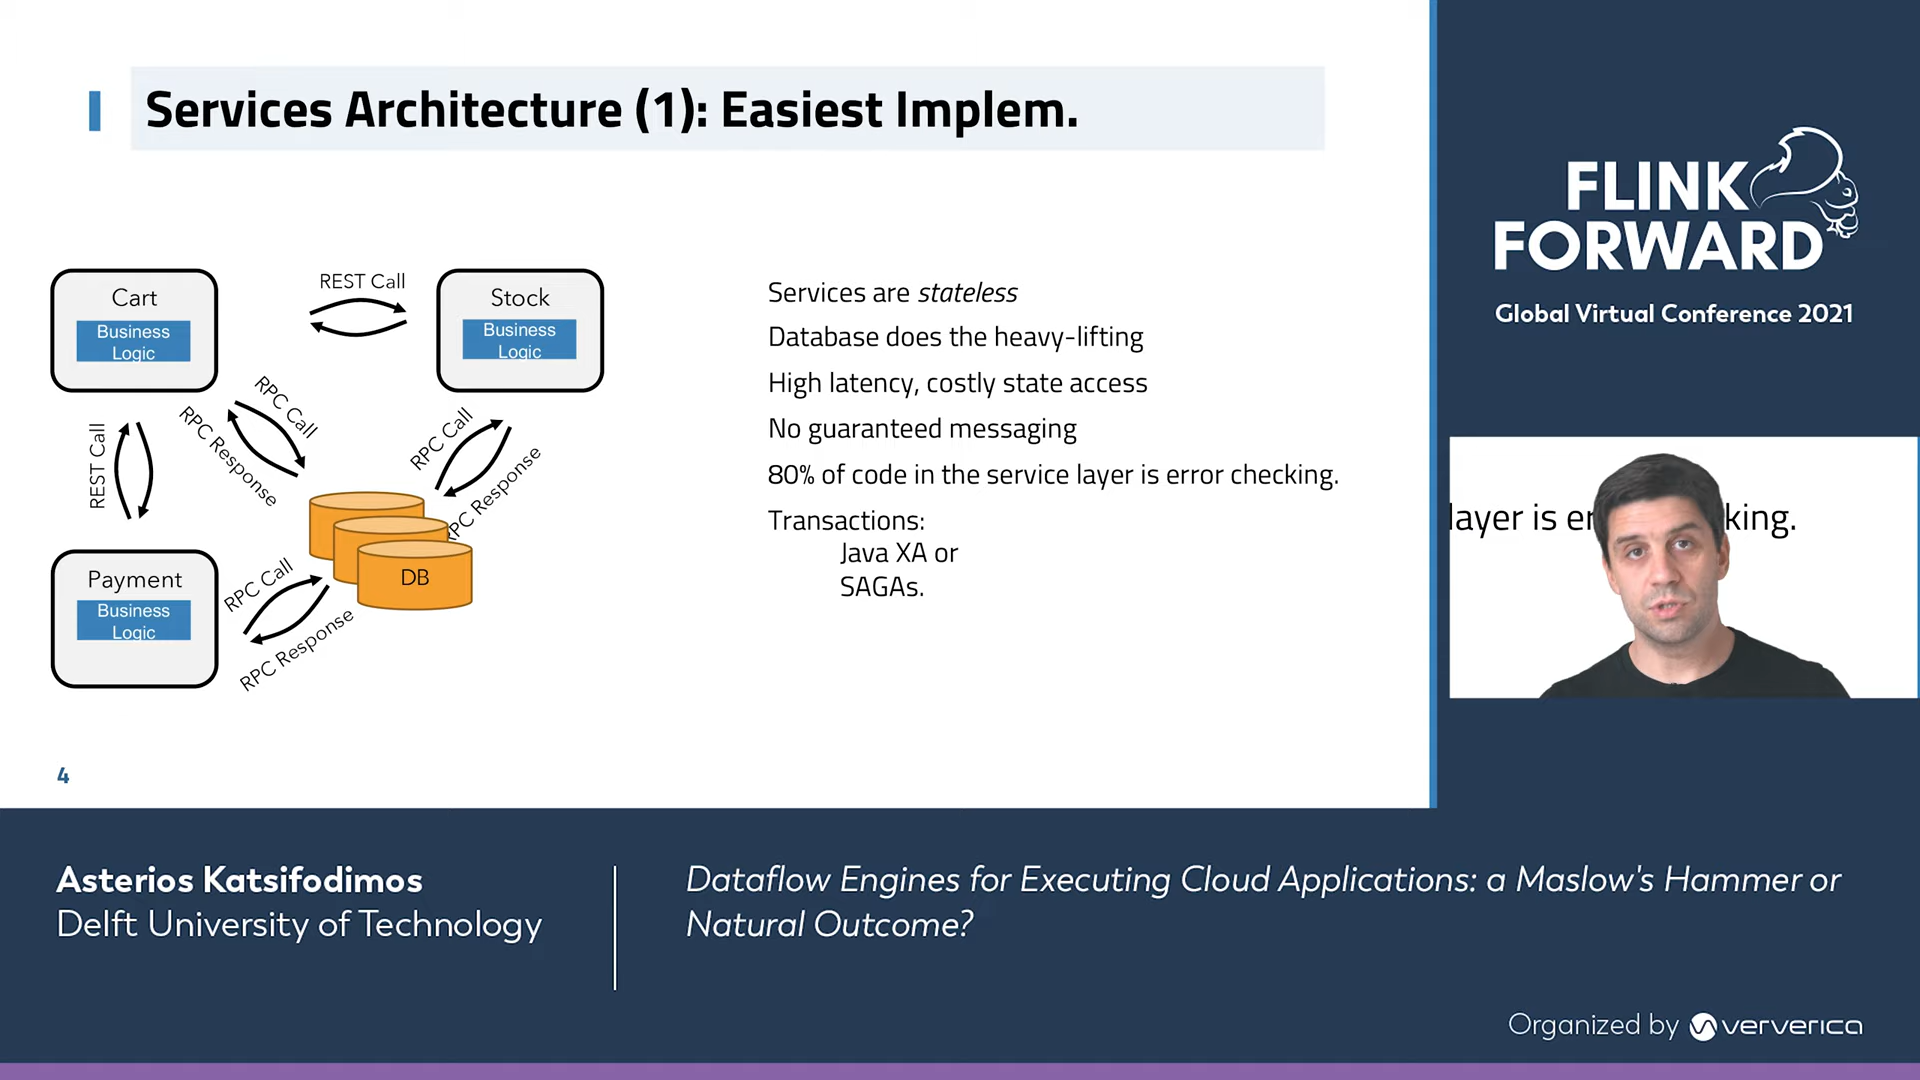 Services Architecture (1): Easiest Implem.
Cart
Business
Logic
REST Call
Stock
Business
Logic
RPC Call
RPC Response
RPC Call
RPC Response
REST Call
DB
Payment
Business
Logic
RPC Call
RPC Response
Services are stateless
Database does the heavy-lifting
High latency, costly state access
No guaranteed messaging
80% of code in the service layer is error checking.
Transactions:
Java XA or
SAGAs.
4
FLINK
FORWARD
Global Virtual Conference 2021
layer is er king.
Asterios Katsifodimos
Delft University of Technology
Dataflow Engines for Executing Cloud Applications: a Maslow's Hammer or
Natural Outcome?
Organized by ververica